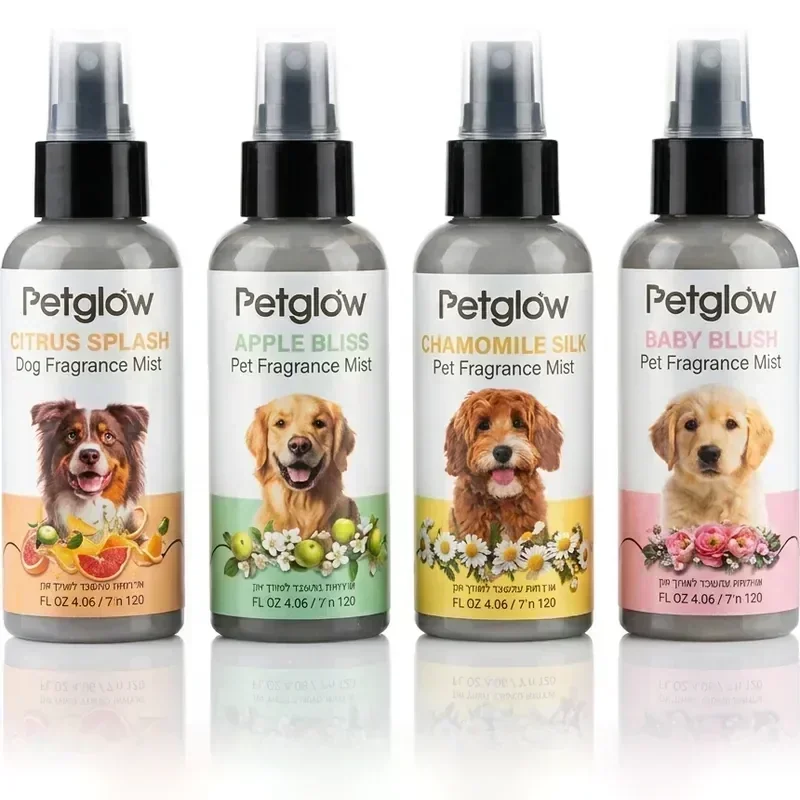 Petglow
CITRUS SPLASH
Dog Fragrance Mist
FL OZ 4.06 / 7'n 120
Petglow
APPLE BLISS
Pet Fragrance Mist
FL OZ 4.06 / 7'n 120
Petglow
CHAMOMILE SILK
Pet Fragrance Mist
FL OZ 4.06 / 7'n 120
Petglow
BABY BLUSH
Pet Fragrance Mist
FL OZ 4.06 / 7'n 120